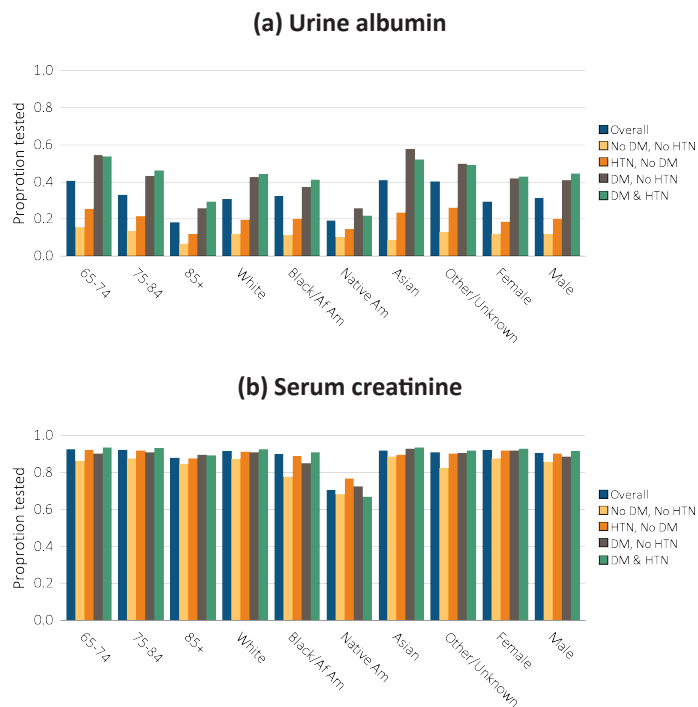 (a) Urine albumin
1.0
0.8
0.6
0.4
0.2
0.0
Proprotion tested
65-74
75-84
85+
White
Black/Af Am
Native Am
Asian
Other/Unknown
Female
Male
Overall
No DM, No HTN
HTN, No DM
DM, No HTN
DM & HTN
(b) Serum creatinine
1.0
0.8
0.6
0.4
0.2
0.0
Proprotion tested
65-74
75-84
85+
White
Black/Af Am
Native Am
Asian
Other/Unknown
Female
Male
Overall
No DM, No HTN
HTN, No DM
DM, No HTN
DM & HTN